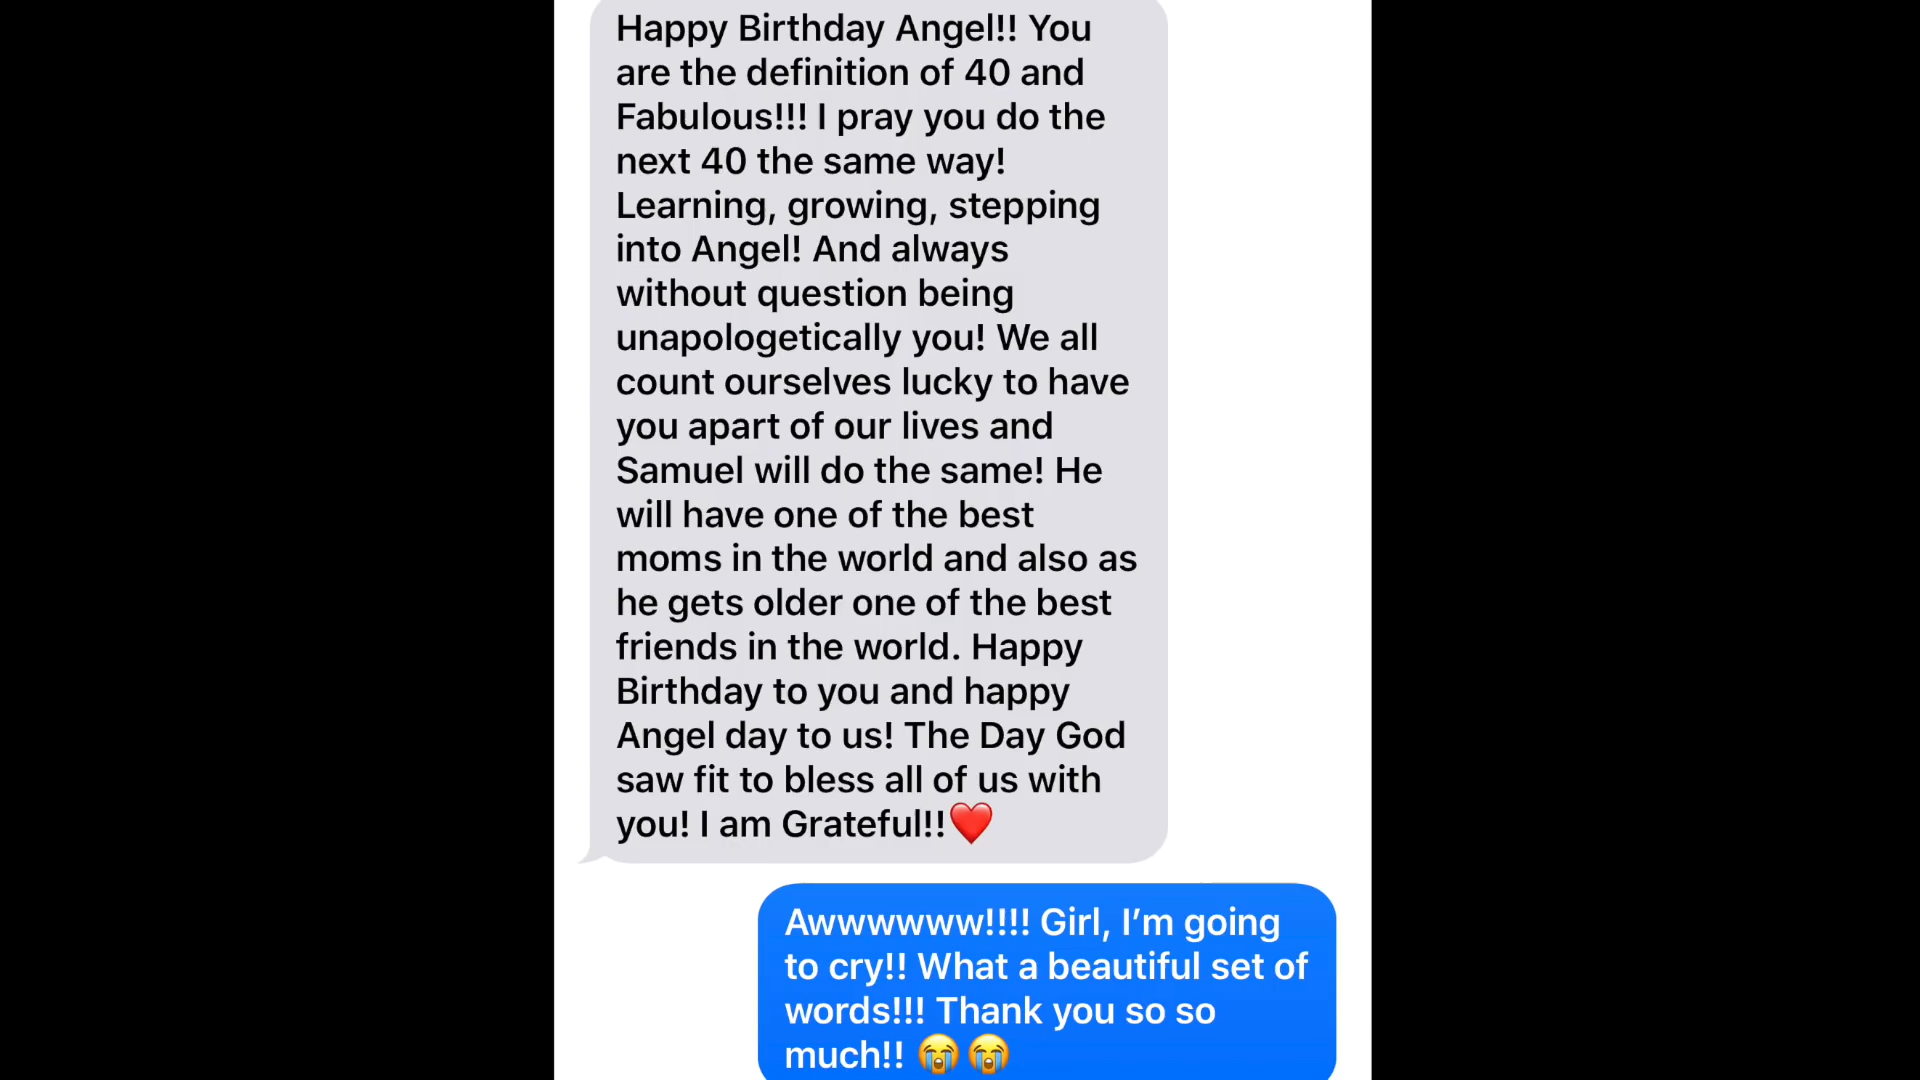 Happy Birthday Angel!! You
are the definition of 40 and
Fabulous!!! I pray you do the
next 40 the same way!
Learning, growing, stepping
into Angel! And always
without question being
unapologetically you! We all
count ourselves lucky to have
you apart of our lives and
Samuel will do the same! He
will have one of the best
moms in the world and also as
he gets older one of the best
friends in the world. Happy
Birthday to you and happy
Angel day to us! The Day God
saw fit to bless all of us with
you! I am Grateful!!❤️
Awwwwww!!!! Girl, I’m going
to cry!! What a beautiful set of
words!!! Thank you so so
much!! 😭😭